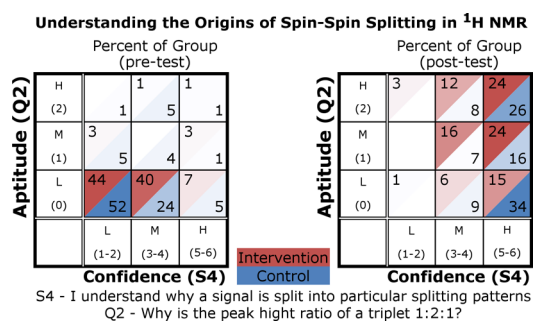 Understanding the Origins of Spin-Spin Splitting in ¹H NMR
Percent of Group
(pre-test)
Aptitude (Q2)
H 1 1
(2) 1 5 1
M 3 3
(1) 5 4 1
L 44 40 7
(0) 52 24 5
L M H
(1-2) (3-4) (5-6)
Confidence (S4)
Percent of Group
(post-test)
Aptitude (Q2)
H 3 12 24
(2) 8 26
M 16 24
(1) 7 16
L 1 6 15
(0) 9 34
L M H
(1-2) (3-4) (5-6)
Confidence (S4)
Intervention
Control
S4 - I understand why a signal is split into particular splitting patterns
Q2 - Why is the peak hight ratio of a triplet 1:2:1?